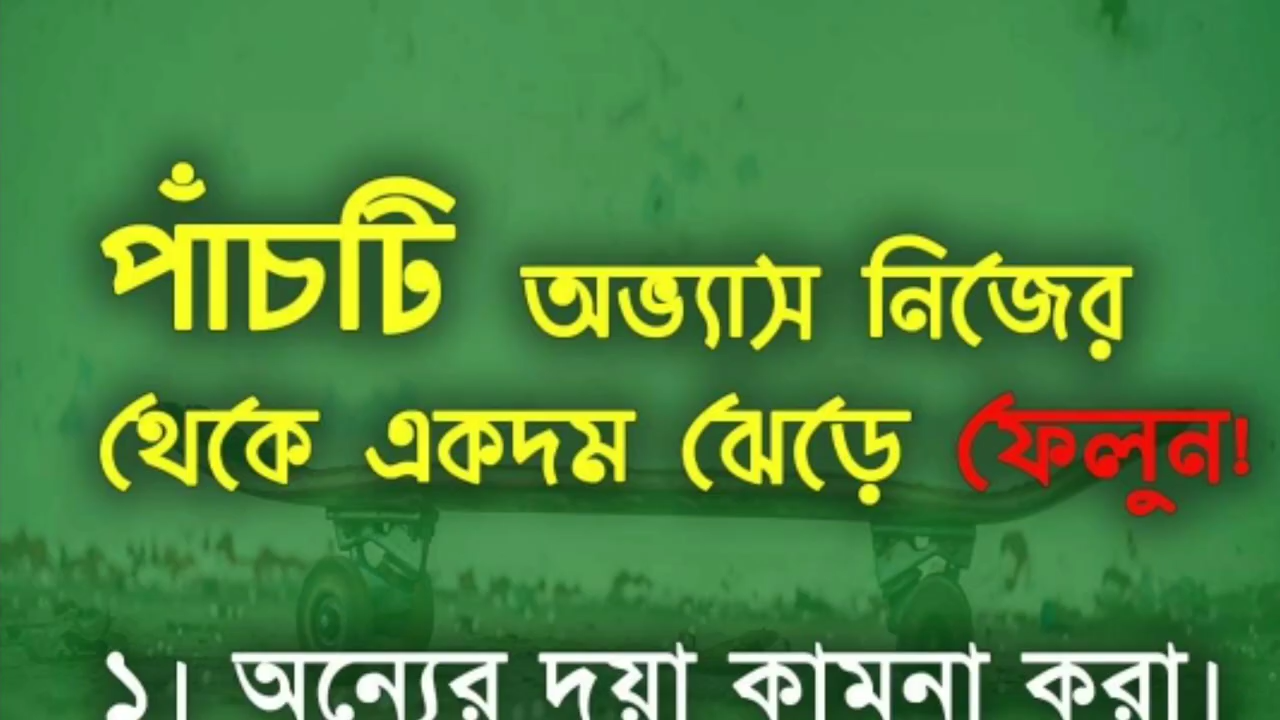 পাঁচটি অভ্যাস নিজের
থেকে একদম ঝেড়ে ফেলুন!
১। অন্যের দয়া কামনা করা।